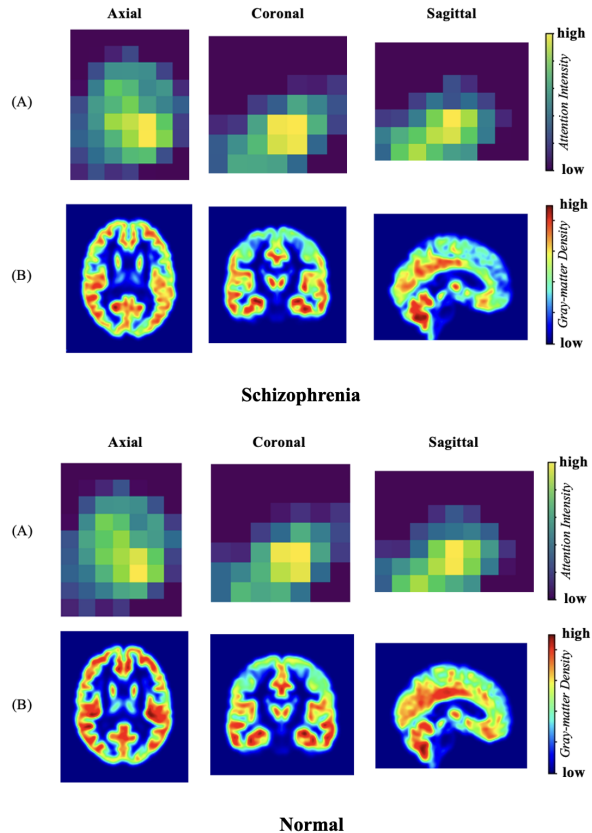 Axial Coronal Sagittal
(A)
high
Attention Intensity
low
(B)
high
Gray-matter Density
low
Schizophrenia
Axial Coronal Sagittal
(A)
high
Attention Intensity
low
(B)
high
Gray-matter Density
low
Normal